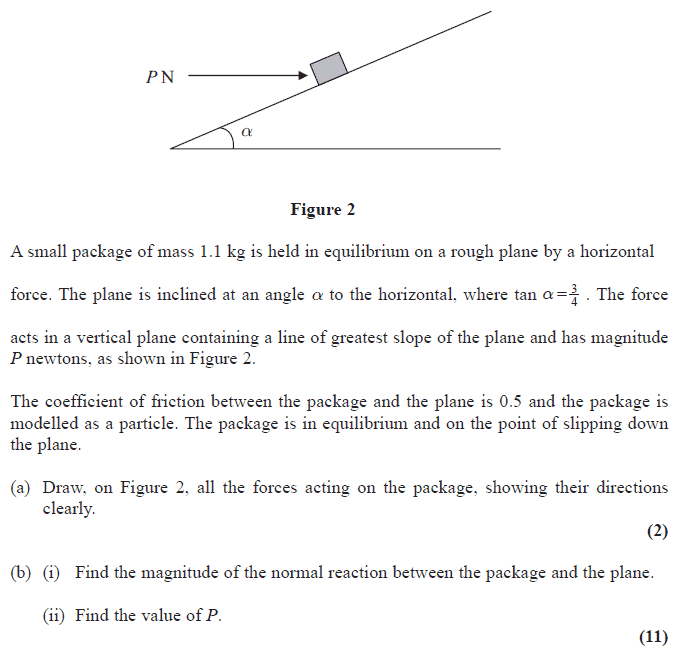 P N
α
Figure 2
A small package of mass 1.1 kg is held in equilibrium on a rough plane by a horizontal
force. The plane is inclined at an angle α to the horizontal, where tan α = 3/4 . The force
acts in a vertical plane containing a line of greatest slope of the plane and has magnitude
P newtons, as shown in Figure 2.
The coefficient of friction between the package and the plane is 0.5 and the package is
modelled as a particle. The package is in equilibrium and on the point of slipping down
the plane.
(a) Draw, on Figure 2, all the forces acting on the package, showing their directions
clearly.
(2)
(b) (i) Find the magnitude of the normal reaction between the package and the plane.
(ii) Find the value of P.
(11)